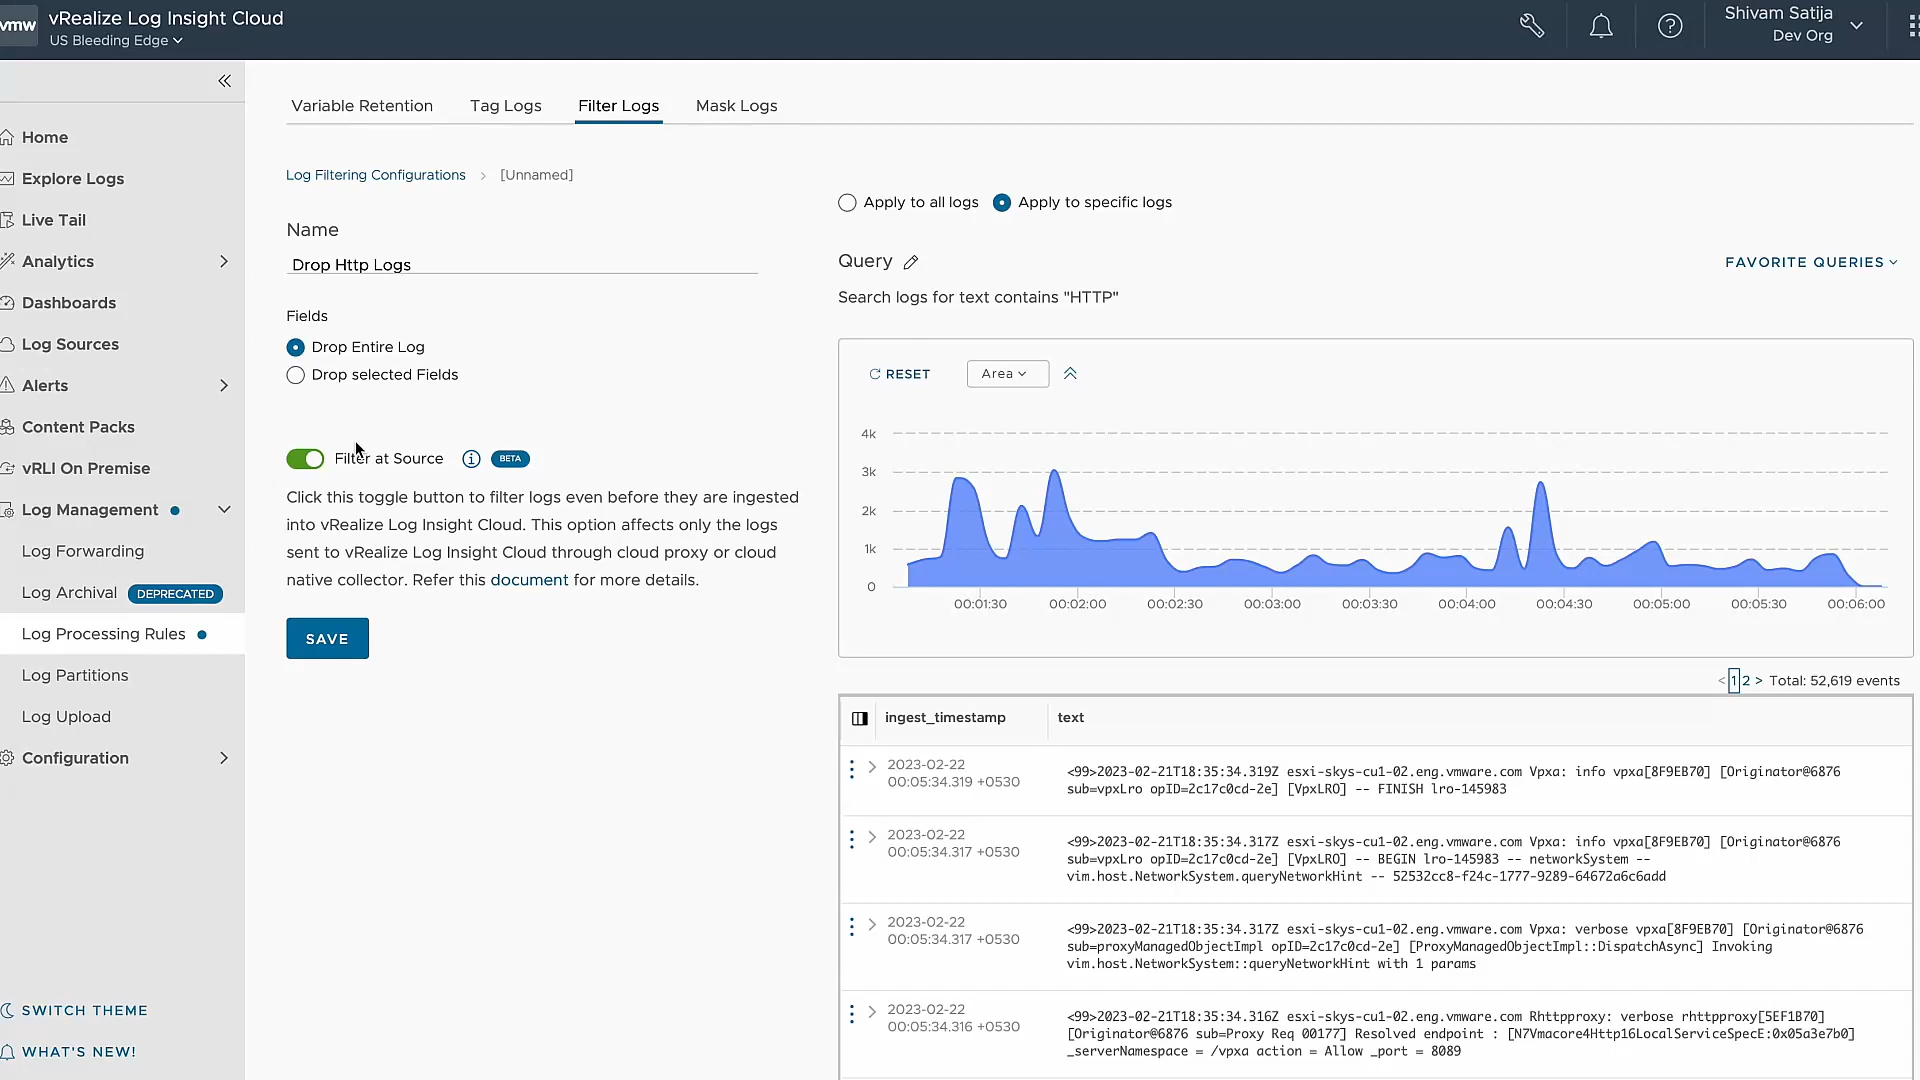 vmw
vRealize Log Insight Cloud
US Bleeding Edge
Shivam Satija
Dev Org
Home
Explore Logs
Live Tail
Analytics
Dashboards
Log Sources
Alerts
Content Packs
vRLI On Premise
Log Management
Log Forwarding
Log Archival DEPRECATED
Log Processing Rules
Log Partitions
Log Upload
Configuration
SWITCH THEME
WHAT'S NEW!
Variable Retention Tag Logs Filter Logs Mask Logs
Log Filtering Configurations > [Unnamed]
Name
Drop Http Logs
Fields
Drop Entire Log
Drop selected Fields
Filter at Source BETA
Click this toggle button to filter logs even before they are ingested
into vRealize Log Insight Cloud. This option affects only the logs
sent to vRealize Log Insight Cloud through cloud proxy or cloud
native collector. Refer this document for more details.
SAVE
Apply to all logs Apply to specific logs
Query
FAVORITE QUERIES
Search logs for text contains "HTTP"
RESET Area
4k
3k
2k
1k
0
00:01:30 00:02:00 00:02:30 00:03:00 00:03:30 00:04:00 00:04:30 00:05:00 00:05:30 00:06:00
< 1 2 > Total: 52,619 events
ingest_timestamp text
2023-02-22
00:05:34.319 +0530
<99>2023-02-21T18:35:34.319Z esxi-skys-cu1-02.eng.vmware.com Vpxa: info vpxa[8F9EB70] [Originator@6876
sub=vpxLro opID=2c17c0cd-2e] [VpxLRO] -- FINISH lro-145983
2023-02-22
00:05:34.317 +0530
<99>2023-02-21T18:35:34.317Z esxi-skys-cu1-02.eng.vmware.com Vpxa: info vpxa[8F9EB70] [Originator@6876
sub=vpxLro opID=2c17c0cd-2e] [VpxLRO] -- BEGIN lro-145983 -- networkSystem --
vim.host.NetworkSystem.queryNetworkHint -- 52532cc8-f24c-1777-9289-64672a6c6add
2023-02-22
00:05:34.317 +0530
<99>2023-02-21T18:35:34.317Z esxi-skys-cu1-02.eng.vmware.com Vpxa: verbose vpxa[8F9EB70] [Originator@6876
sub=proxyManagedObjectImpl opID=2c17c0cd-2e] [ProxyManagedObjectImpl::DispatchAsync] Invoking
vim.host.NetworkSystem::queryNetworkHint with 1 params
2023-02-22
00:05:34.316 +0530
<99>2023-02-21T18:35:34.316Z esxi-skys-cu1-02.eng.vmware.com Rhttpproxy: verbose rhttpproxy[5EF1B70]
[Originator@6876 sub=Proxy Req 00177] Resolved endpoint : [N7Vmacore4Http16LocalServiceSpecE:0x05a3e7b0]
_serverNamespace = /vpxa action = Allow _port = 8089